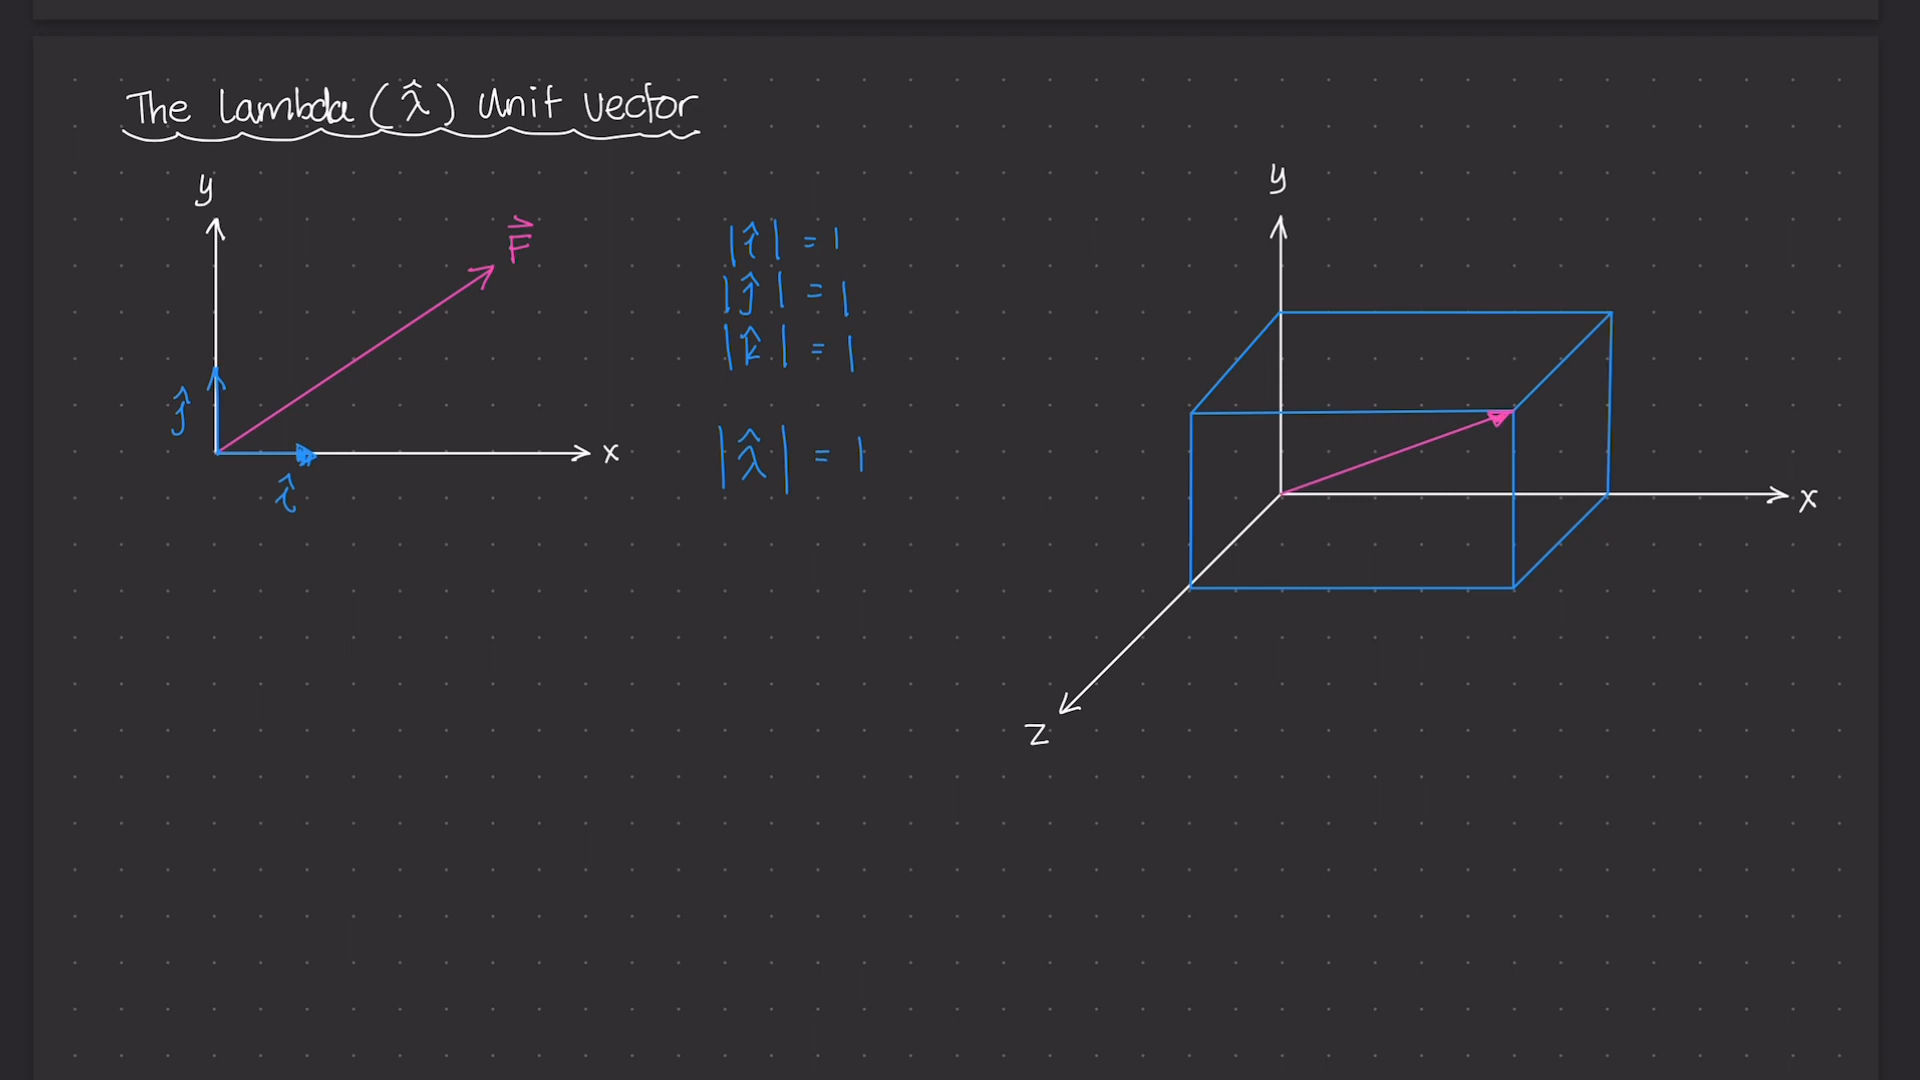 The Lambda (λ̂) Unit Vector
y
F⃗
ĵ
x
î
|î| = 1
|ĵ| = 1
|k̂| = 1
|λ̂| = 1
y
x
z